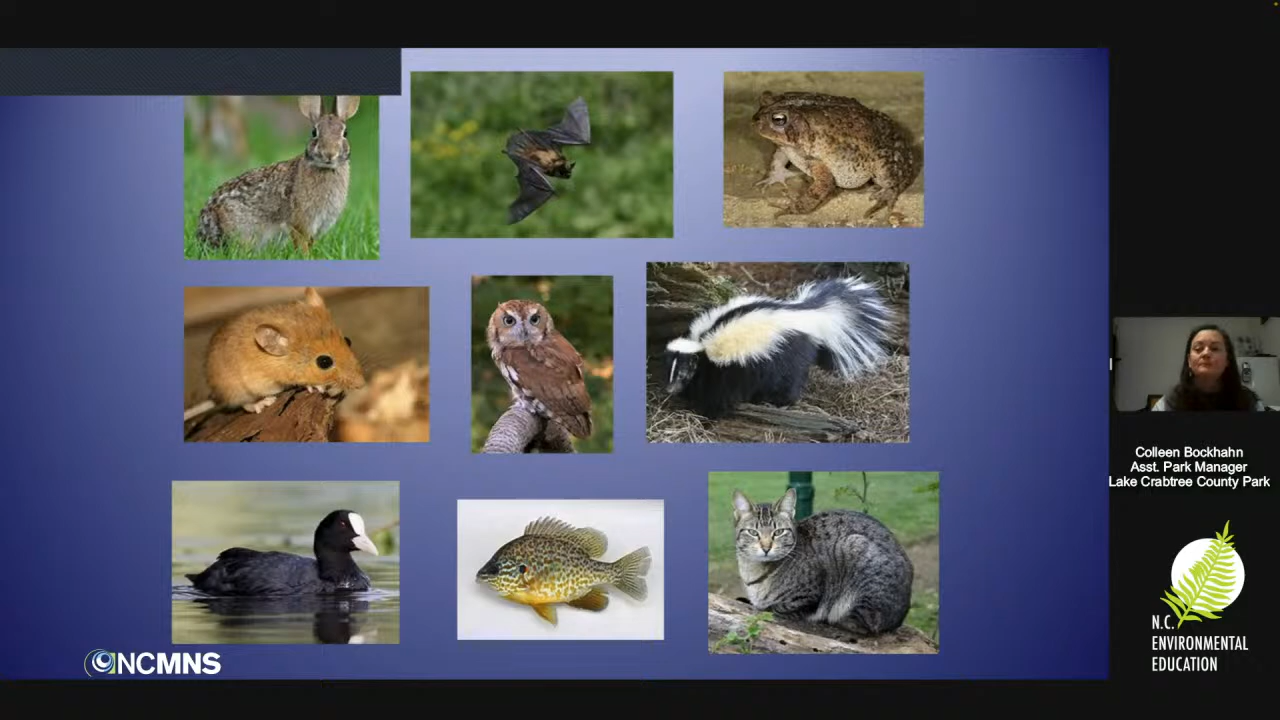 Colleen Bockhahn
Asst. Park Manager
Lake Crabtree County Park
NCMNS
N.C.
ENVIRONMENTAL
EDUCATION